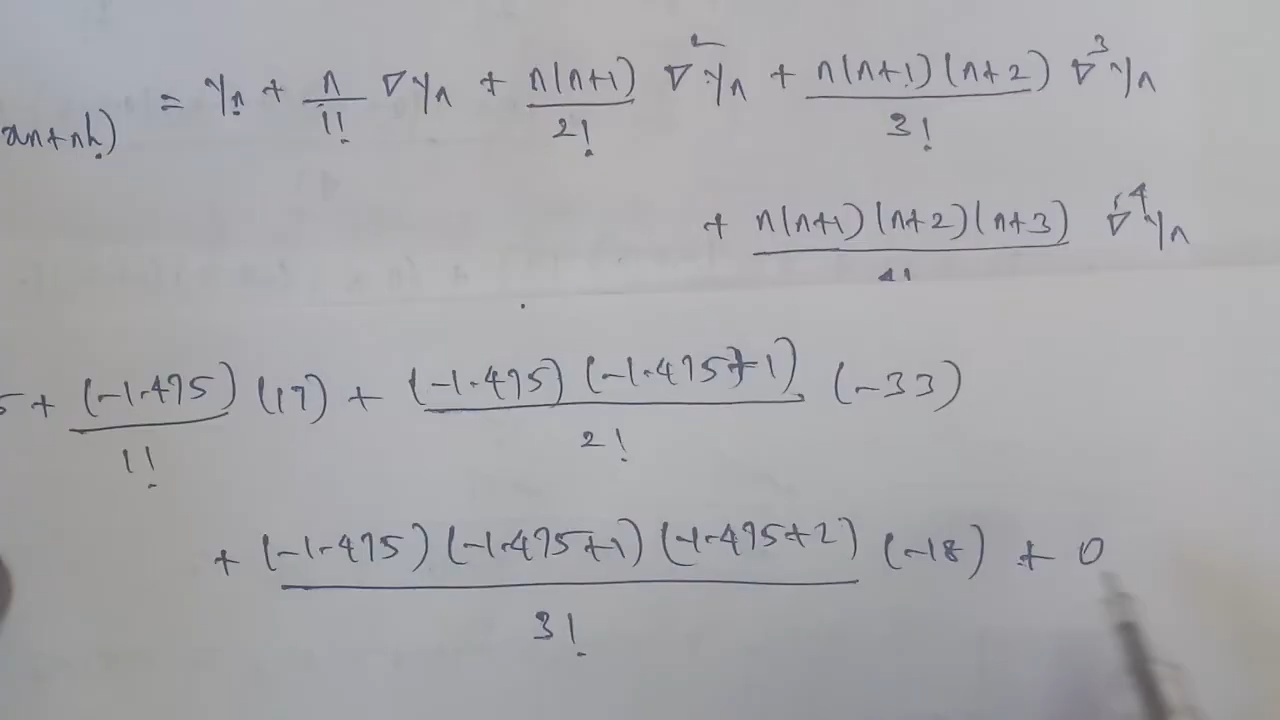 = yn + n/1! ∇yn + n(n+1)/2! ∇²yn + n(n+1)(n+2)/3! ∇³yn
xn+nh)
+ n(n+1)(n+2)(n+3)/4! ∇⁴yn
5 + (-1.475)/1! (17) + (-1.475)(-1.475+1)/2! (-33)
+ (-1.475)(-1.475+1)(-1.475+2)/3! (-18) + 0